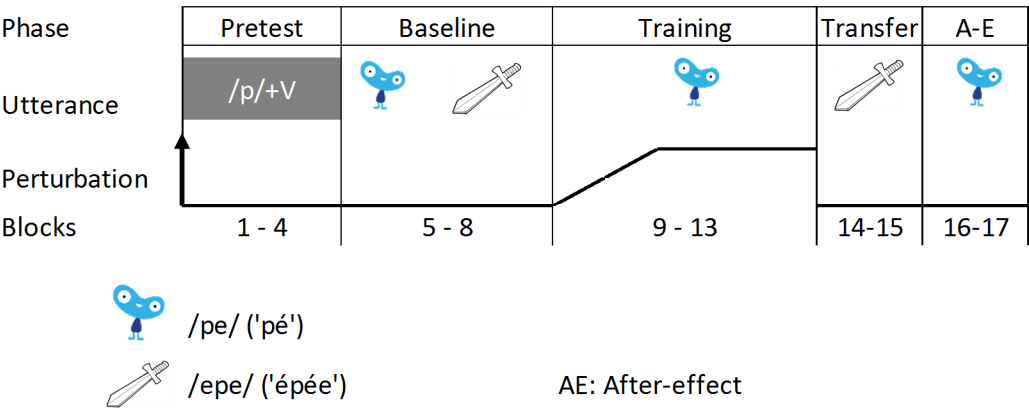 Phase Pretest Baseline Training Transfer A-E
Utterance /p/+V
Perturbation
Blocks 1 - 4 5 - 8 9 - 13 14-15 16-17
/pe/ ('pé')
/epe/ ('épée') AE: After-effect